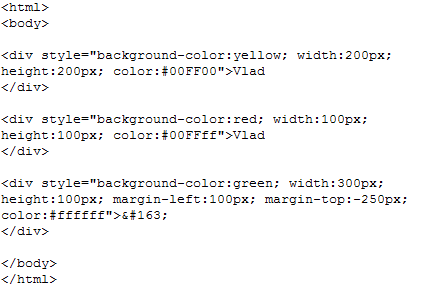 <html>
<body>
<div style="background-color:yellow; width:200px;
height:200px; color:#00FF00">Vlad
</div>
<div style="background-color:red; width:100px;
height:100px; color:#00FFff">Vlad
</div>
<div style="background-color:green; width:300px;
height:100px; margin-left:100px; margin-top:-250px;
color:#ffffff">&#163;
</div>
</body>
</html>